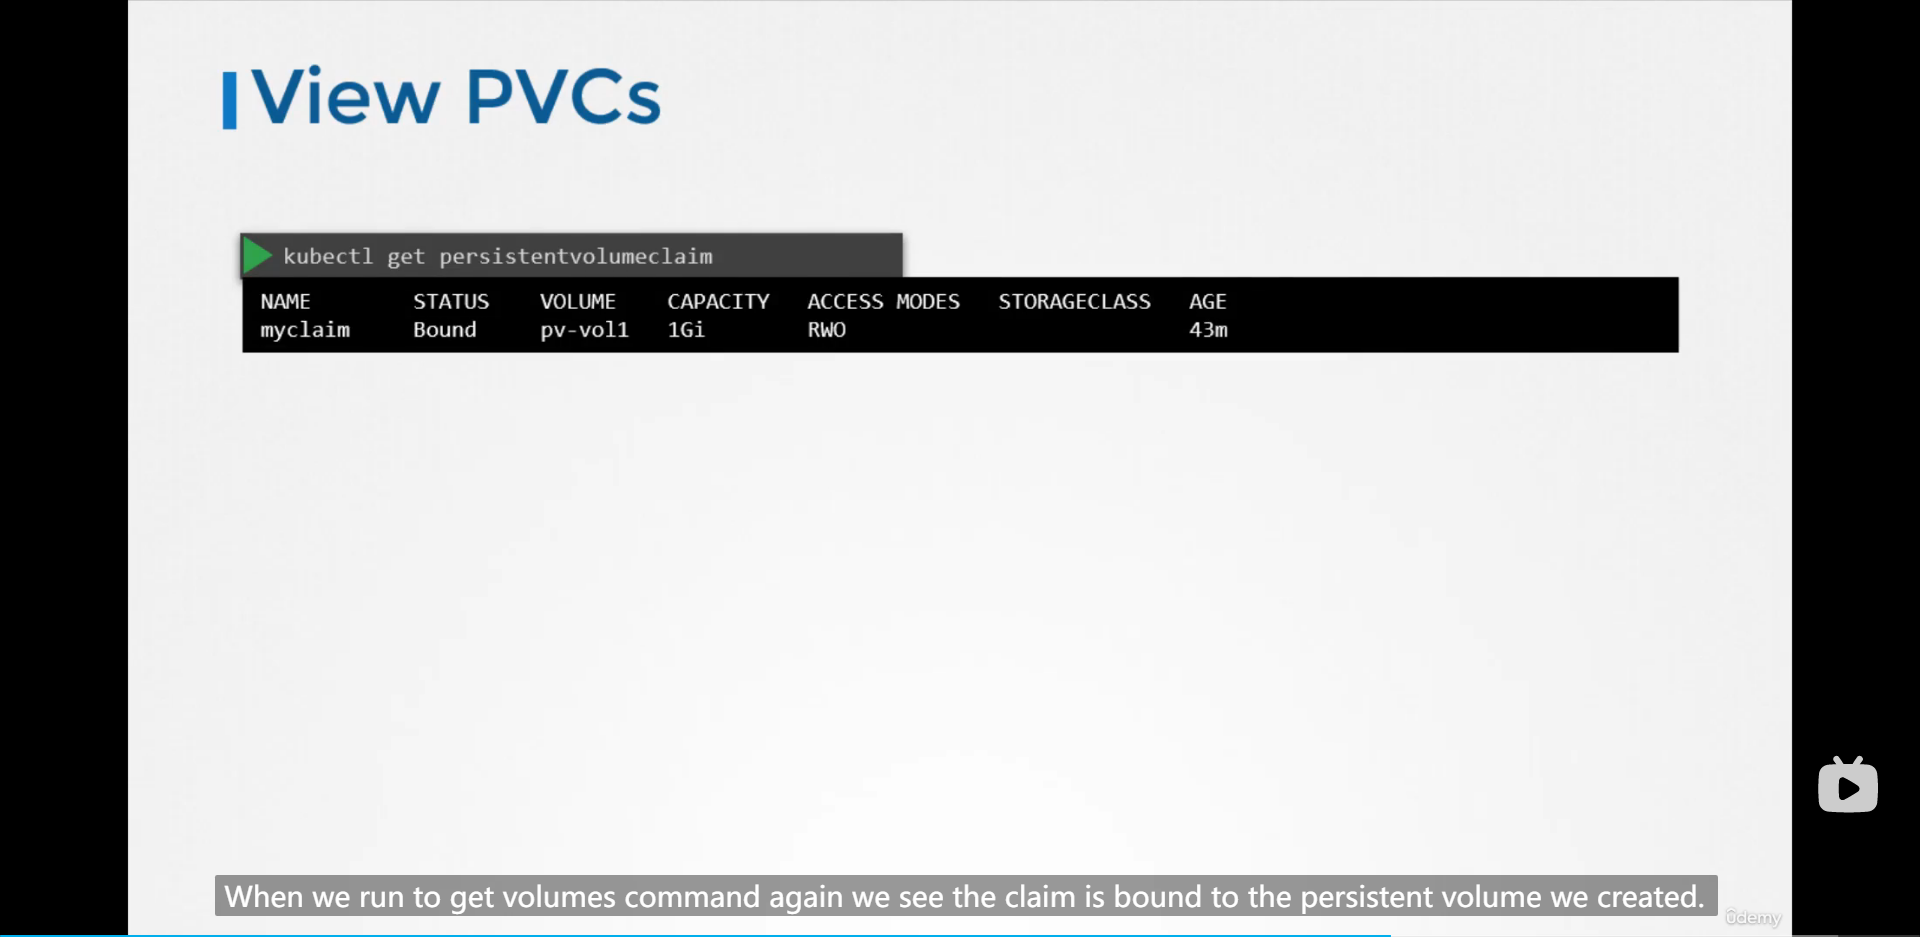 View PVCs
kubectl get persistentvolumeclaim
NAME STATUS VOLUME CAPACITY ACCESS MODES STORAGECLASS AGE
myclaim Bound pv-vol1 1Gi RWO 43m
When we run to get volumes command again we see the claim is bound to the persistent volume we created.
ûdemy